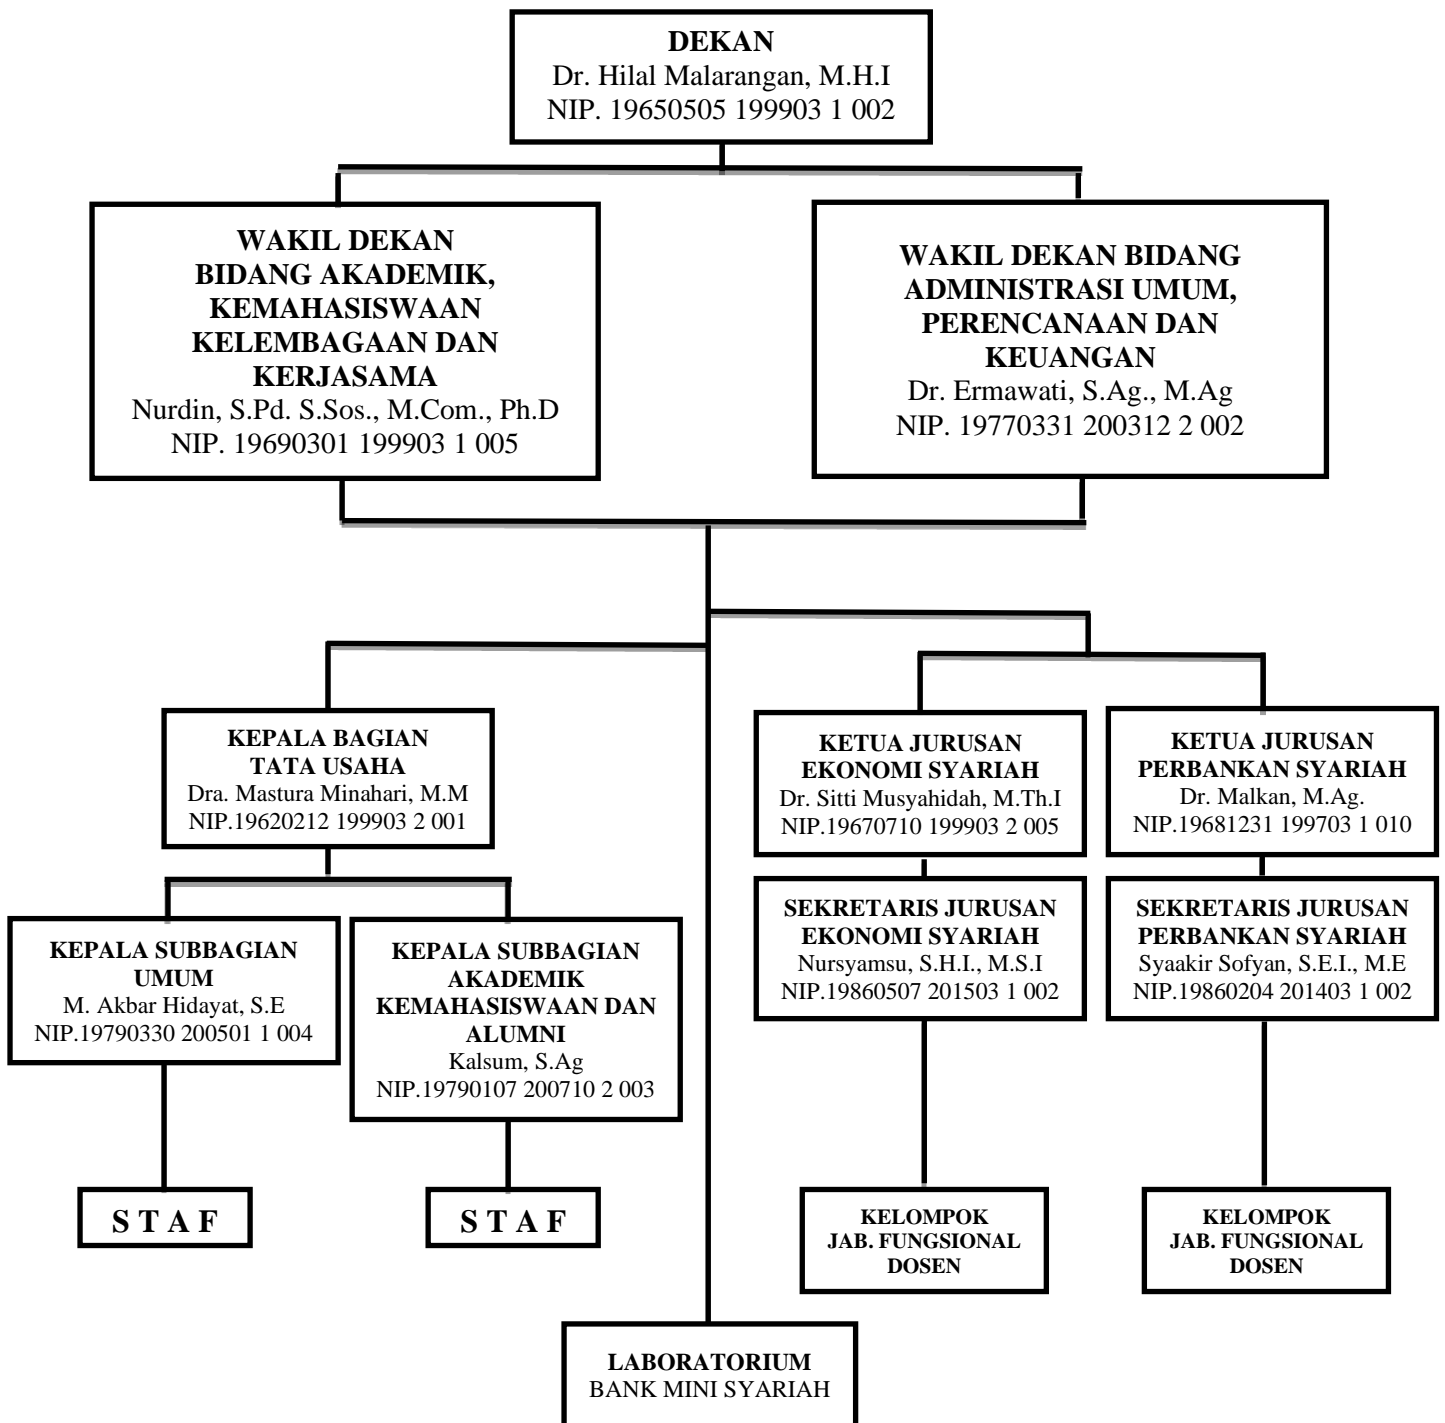 DEKAN
Dr. Hilal Malarangan, M.H.I
NIP. 19650505 199903 1 002
WAKIL DEKAN
BIDANG AKADEMIK,
KEMAHASISWAAN
KELEMBAGAAN DAN
KERJASAMA
Nurdin, S.Pd. S.Sos., M.Com., Ph.D
NIP. 19690301 199903 1 005
WAKIL DEKAN BIDANG
ADMINISTRASI UMUM,
PERENCANAAN DAN
KEUANGAN
Dr. Ermawati, S.Ag., M.Ag
NIP. 19770331 200312 2 002
KEPALA BAGIAN
TATA USAHA
Dra. Mastura Minahari, M.M
NIP.19620212 199903 2 001
KETUA JURUSAN
EKONOMI SYARIAH
Dr. Sitti Musyahidah, M.Th.I
NIP.19670710 199903 2 005
KETUA JURUSAN
PERBANKAN SYARIAH
Dr. Malkan, M.Ag.
NIP.19681231 199703 1 010
KEPALA SUBBAGIAN
UMUM
M. Akbar Hidayat, S.E
NIP.19790330 200501 1 004
KEPALA SUBBAGIAN
AKADEMIK
KEMAHASISWAAN DAN
ALUMNI
Kalsum, S.Ag
NIP.19790107 200710 2 003
SEKRETARIS JURUSAN
EKONOMI SYARIAH
Nursyamsu, S.H.I., M.S.I
NIP.19860507 201503 1 002
SEKRETARIS JURUSAN
PERBANKAN SYARIAH
Syaakir Sofyan, S.E.I., M.E
NIP.19860204 201403 1 002
S T A F
S T A F
KELOMPOK
JAB. FUNGSIONAL
DOSEN
KELOMPOK
JAB. FUNGSIONAL
DOSEN
LABORATORIUM
BANK MINI SYARIAH